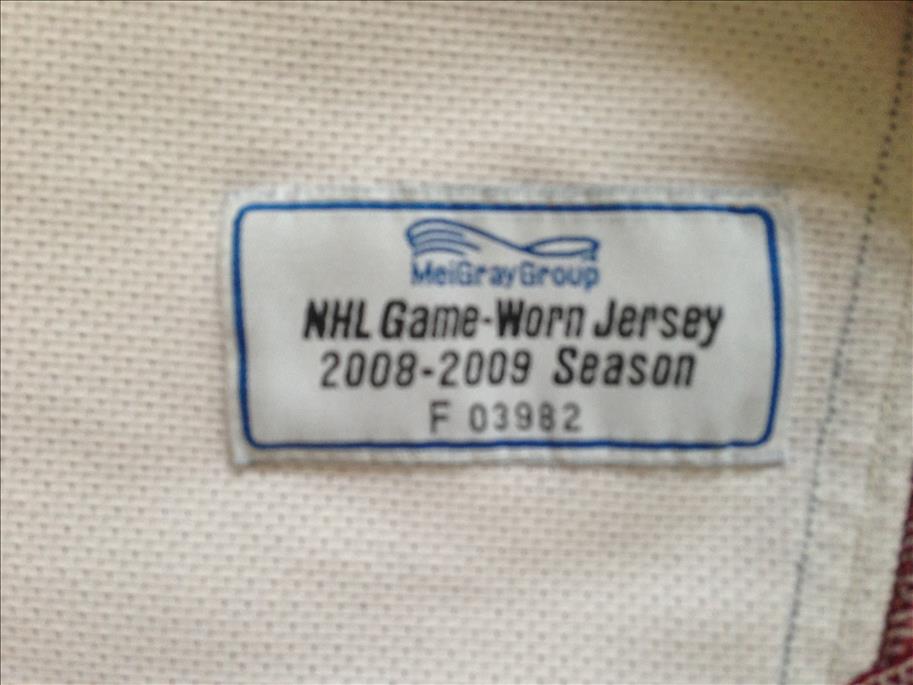 MeiGrayGroup
NHL Game-Worn Jersey
2008-2009 Season
F 03982